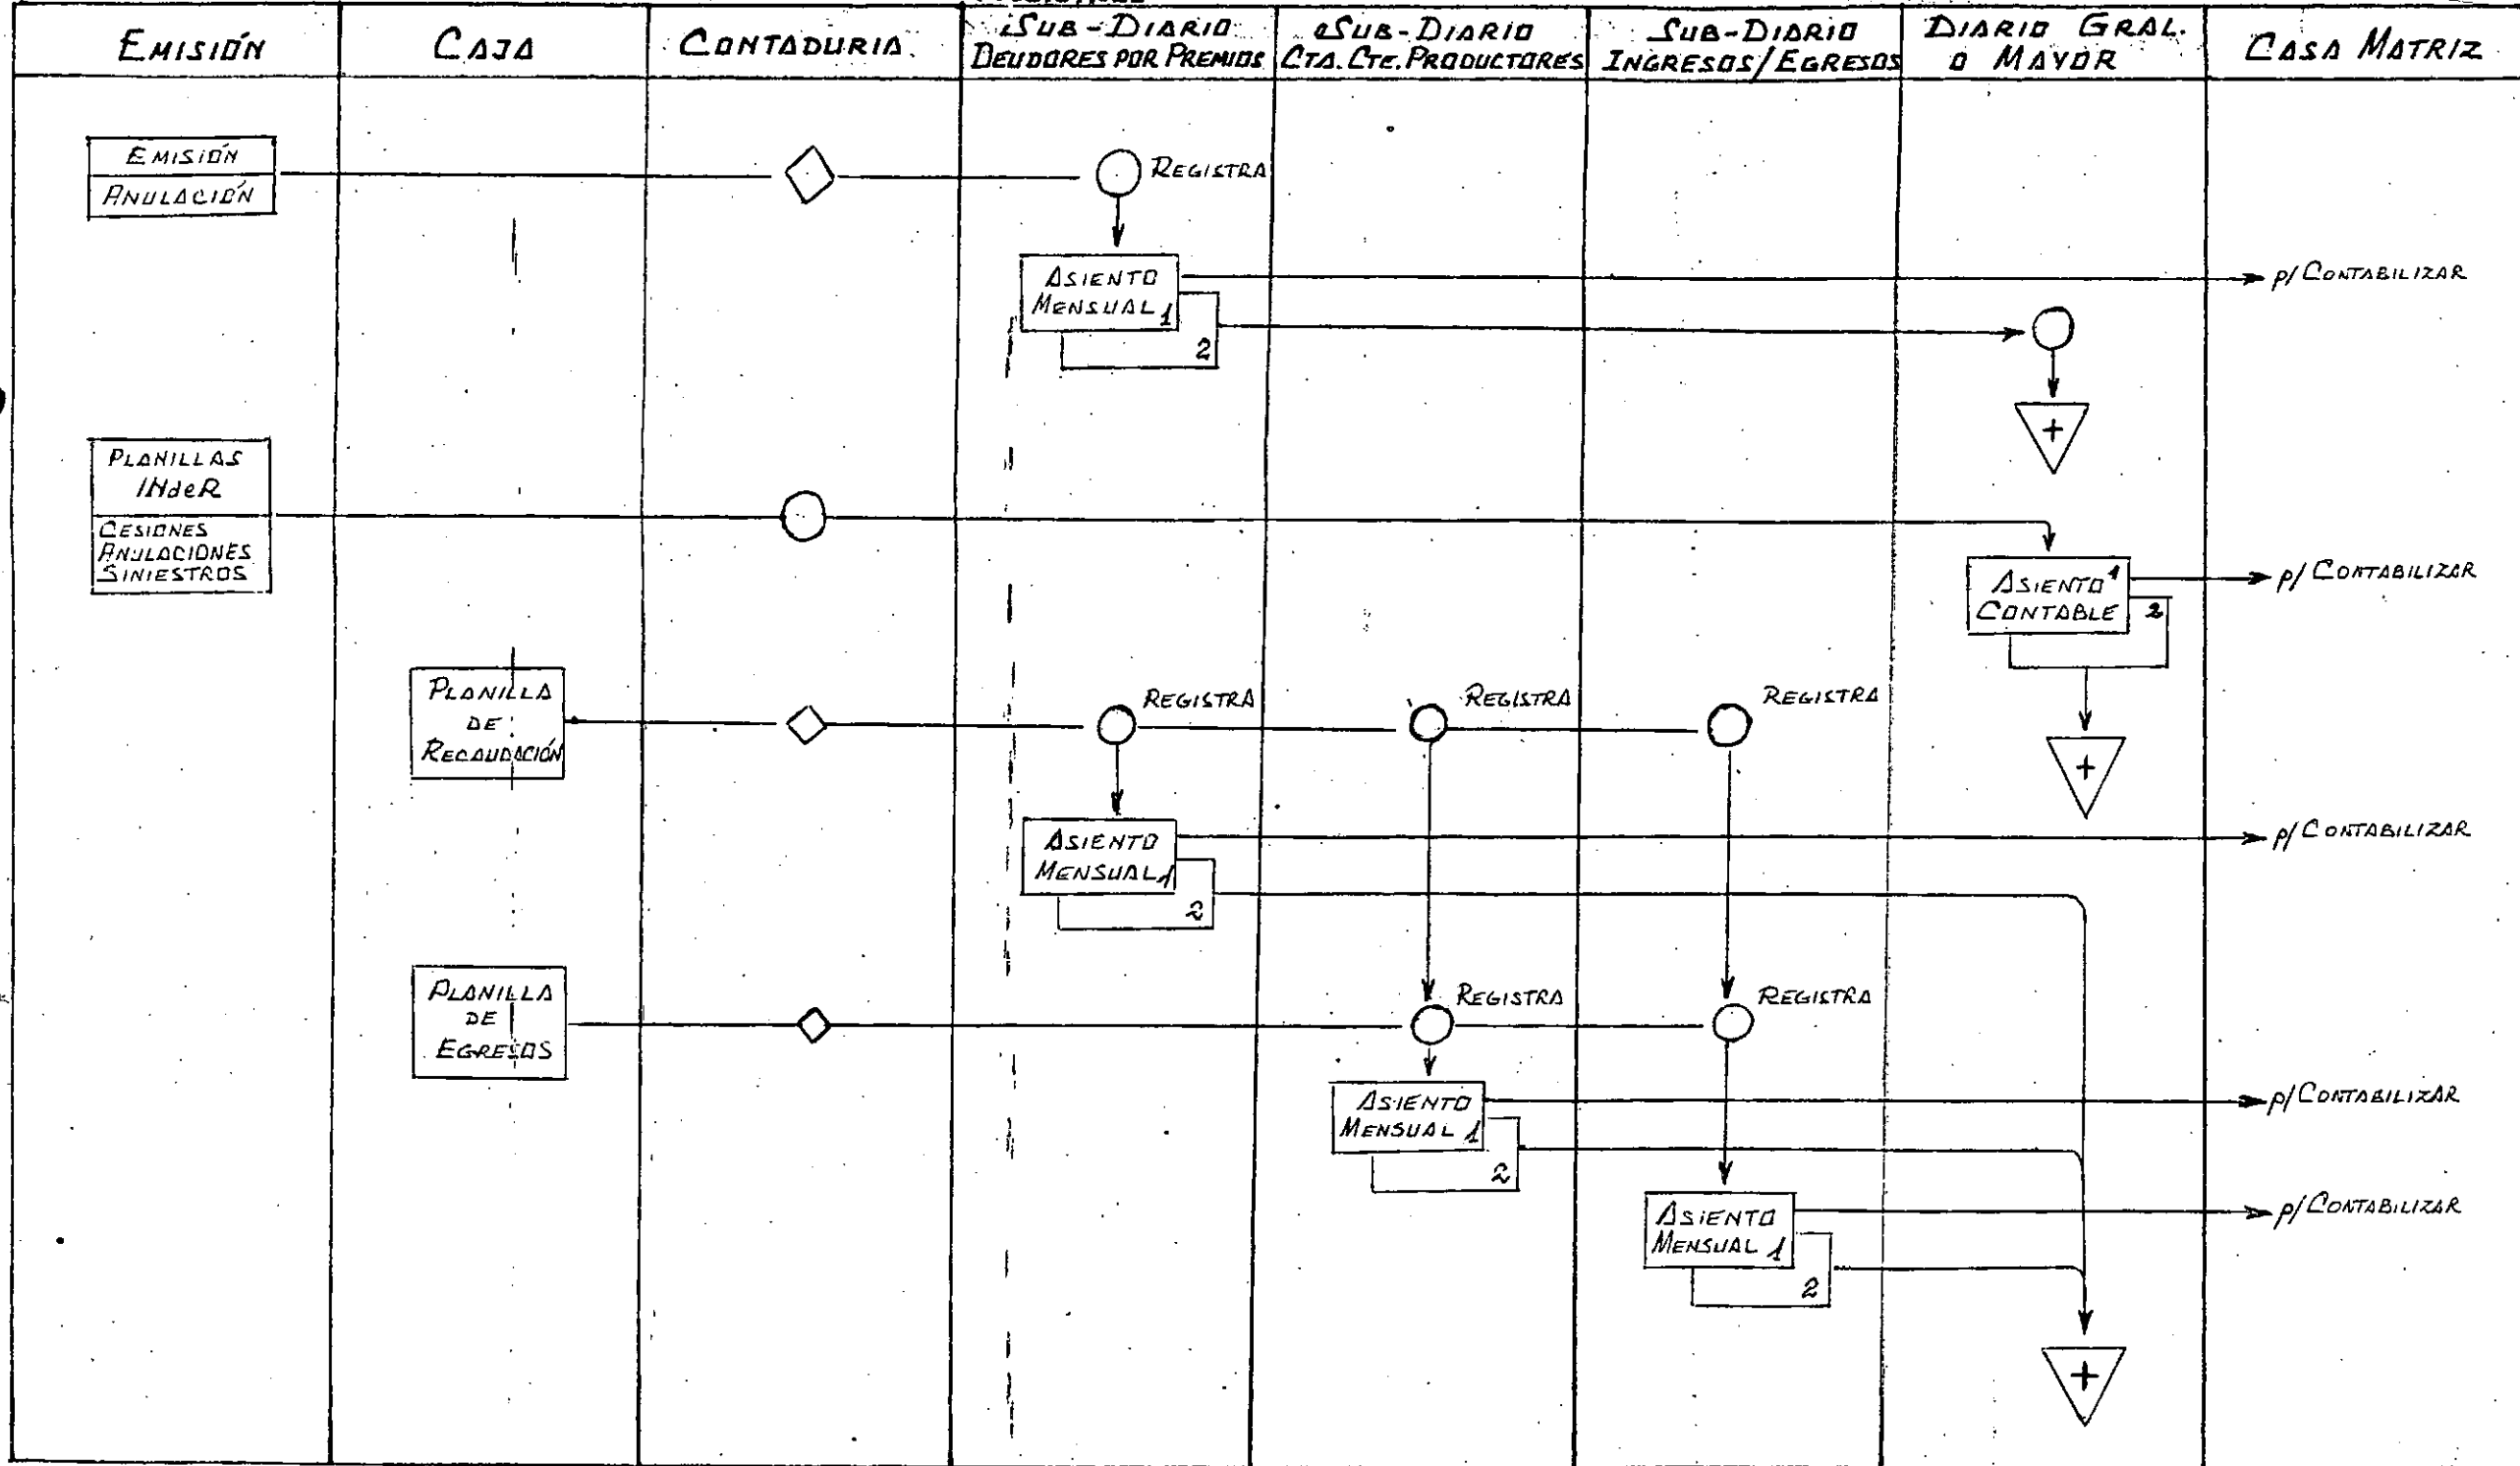 EMISIÓN
CAJA
CONTADURIA
SUB-DIARIO
DEUDORES POR PREMIOS
SUB-DIARIO
CTA. CTE. PRODUCTORES
SUB-DIARIO
INGRESOS/EGRESOS
DIARIO GRAL.
O MAYOR
CASA MATRIZ
EMISIÓN
ANULACIÓN
REGISTRA
ASIENTO
MENSUAL 1
2
p/ CONTABILIZAR
+
PLANILLAS
INdeR
CESIONES
ANULACIONES
SINIESTROS
ASIENTO 1
CONTABLE
2
p/ CONTABILIZAR
+
PLANILLA
DE
RECAUDACIÓN
REGISTRA
REGISTRA
REGISTRA
ASIENTO
MENSUAL 1
2
p/ CONTABILIZAR
PLANILLA
DE
EGRESOS
REGISTRA
REGISTRA
ASIENTO
MENSUAL 1
2
p/ CONTABILIZAR
ASIENTO
MENSUAL 1
2
p/ CONTABILIZAR
+